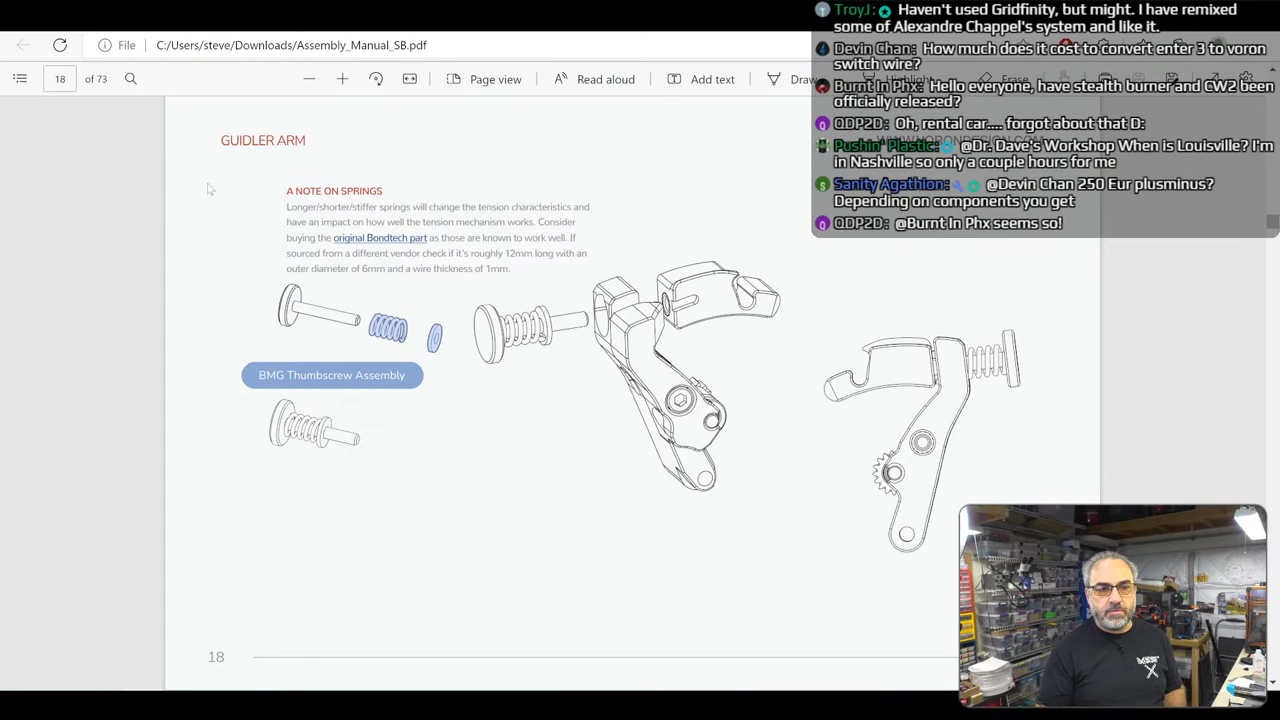 File
C:/Users/steve/Downloads/Assembly_Manual_SB.pdf
18
of 73
Page view
Read aloud
Add text
Draw
Highlight
Erase
TroyJ: Haven't used Gridfinity, but might. I have remixed
some of Alexandre Chappel's system and like it.
Devin Chan: How much does it cost to convert enter 3 to voron
switch wire?
Burnt In Phx: Hello everyone, have stealth burner and CW2 been
officially released?
QDP2D: Oh, rental car.... forgot about that D:
Pushin' Plastic: @Dr. Dave's Workshop When is Louisville? I'm
in Nashville so only a couple hours for me
Sanity Agathion: @Devin Chan 250 Eur plusminus?
Depending on components you get
QDP2D: @Burnt In Phx seems so!
GUIDLER ARM
WWW.VORONDESIGN.COM
A NOTE ON SPRINGS
Longer/shorter/stiffer springs will change the tension characteristics and
have an impact on how well the tension mechanism works. Consider
buying the original Bondtech part as those are known to work well. If
sourced from a different vendor check if it's roughly 12mm long with an
outer diameter of 6mm and a wire thickness of 1mm.
BMG Thumbscrew Assembly
18